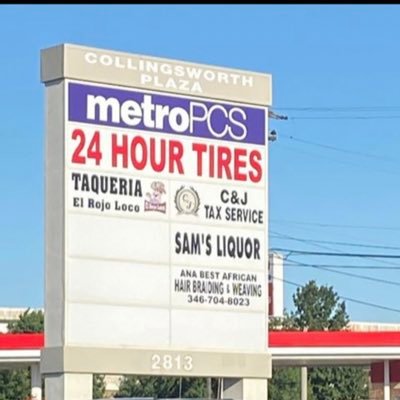 COLLINGSWORTH
PLAZA
metroPCS
24 HOUR TIRES
TAQUERIA
El Rojo Loco
CJ
C&J
TAX SERVICE
SAM'S LIQUOR
ANA BEST AFRICAN
HAIR BRAIDING & WEAVING
346-704-8023
2813